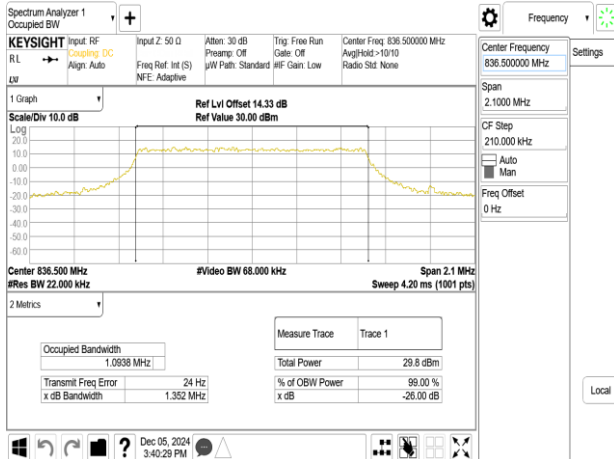 Spectrum Analyzer 1
Occupied BW
Frequency
KEYSIGHT
RL
LXI
Input: RF
Coupling: DC
Align: Auto
Input Z: 50 Ω
Freq Ref: Int (S)
NFE: Adaptive
Atten: 30 dB
Preamp: Off
µW Path: Standard
Trig: Free Run
Gate: Off
#IF Gain: Low
Center Freq: 836.500000 MHz
Avg|Hold:>10/10
Radio Std: None
Center Frequency
836.500000 MHz
Settings
Span
2.1000 MHz
CF Step
210.000 kHz
Auto
Man
Freq Offset
0 Hz
Local
1 Graph
Scale/Div 10.0 dB
Ref Lvl Offset 14.33 dB
Ref Value 30.00 dBm
Log
20.0
10.0
0.00
-10.0
-20.0
-30.0
-40.0
-50.0
-60.0
Center 836.500 MHz
#Res BW 22.000 kHz
#Video BW 68.000 kHz
Span 2.1 MHz
Sweep 4.20 ms (1001 pts)
2 Metrics
Occupied Bandwidth
1.0938 MHz
Transmit Freq Error 24 Hz
x dB Bandwidth 1.352 MHz
Measure Trace Trace 1
Total Power 29.8 dBm
% of OBW Power 99.00 %
x dB -26.00 dB
?
Dec 05, 2024
3:40:29 PM